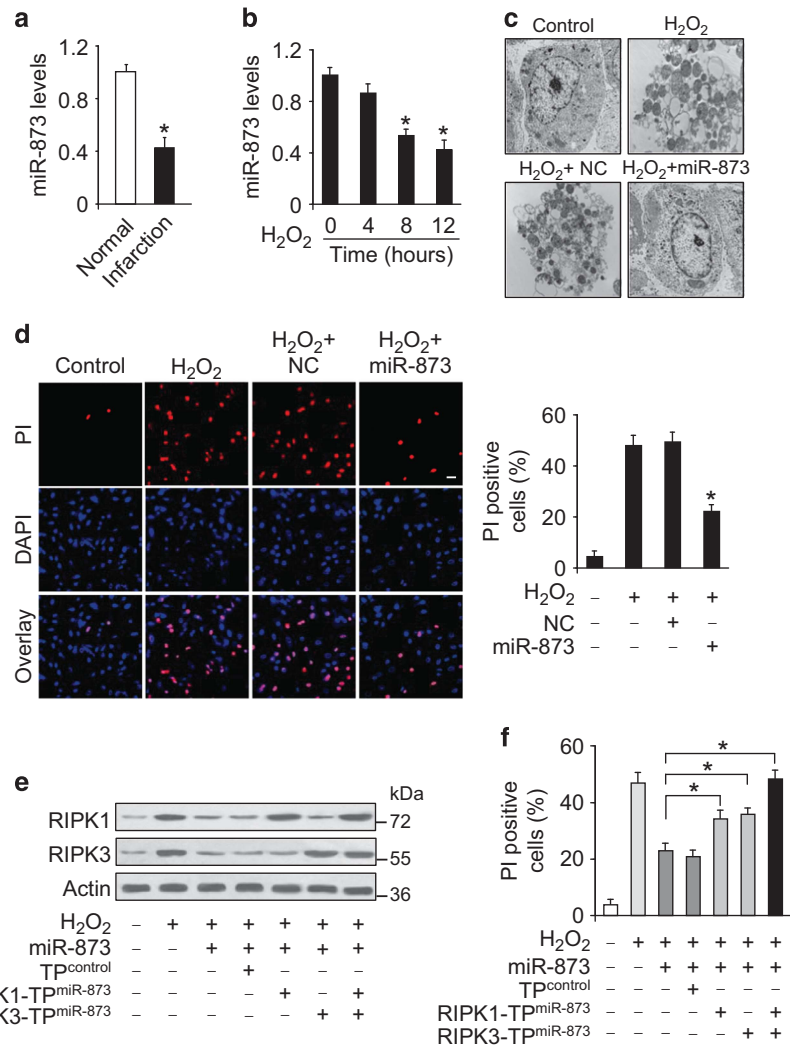 a
miR-873 levels
1.2
0.8
0.4
0
*
Normal
Infarction
b
miR-873 levels
1.2
0.8
0.4
0
* *
0 4 8 12
H2O2
Time (hours)
c
Control H2O2
H2O2+ NC H2O2+miR-873
d
Control H2O2 H2O2+ NC H2O2+ miR-873
PI
DAPI
Overlay
PI positive cells (%)
60
40
20
0
*
H2O2 – + + +
NC – – + –
miR-873 – – – +
e
kDa
RIPK1 72
RIPK3 55
Actin 36
H2O2 – + + + + + +
miR-873 – – + + + + +
TPcontrol – – – + – – –
K1-TPmiR-873 – – – – + – +
K3-TPmiR-873 – – – – – + +
f
PI positive cells (%)
60
40
20
0
*
*
*
H2O2 – + + + + + +
miR-873 – – + + + + +
TPcontrol – – – + – – –
RIPK1-TPmiR-873 – – – – + – +
RIPK3-TPmiR-873 – – – – – + +